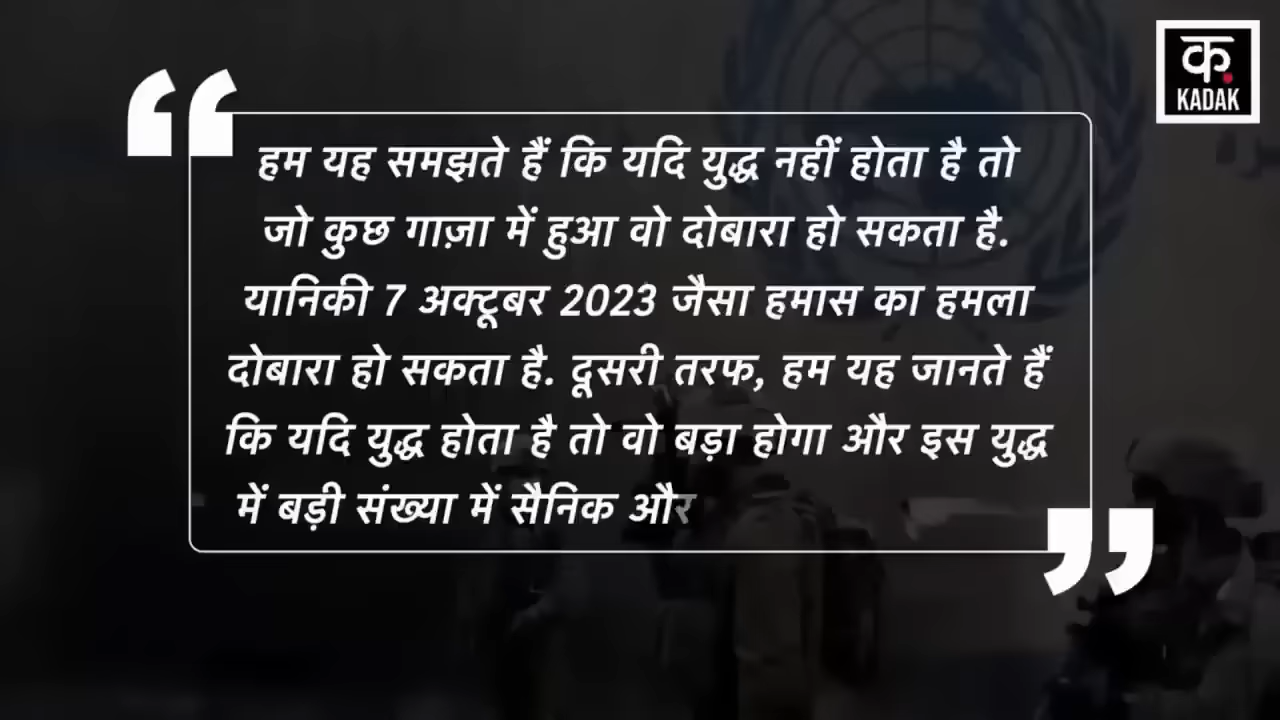 क
KADAK
हम यह समझते हैं कि यदि युद्ध नहीं होता है तो
जो कुछ गाज़ा में हुआ वो दोबारा हो सकता है.
यानिकी 7 अक्टूबर 2023 जैसा हमास का हमला
दोबारा हो सकता है. दूसरी तरफ, हम यह जानते हैं
कि यदि युद्ध होता है तो वो बड़ा होगा और इस युद्ध
में बड़ी संख्या में सैनिक और